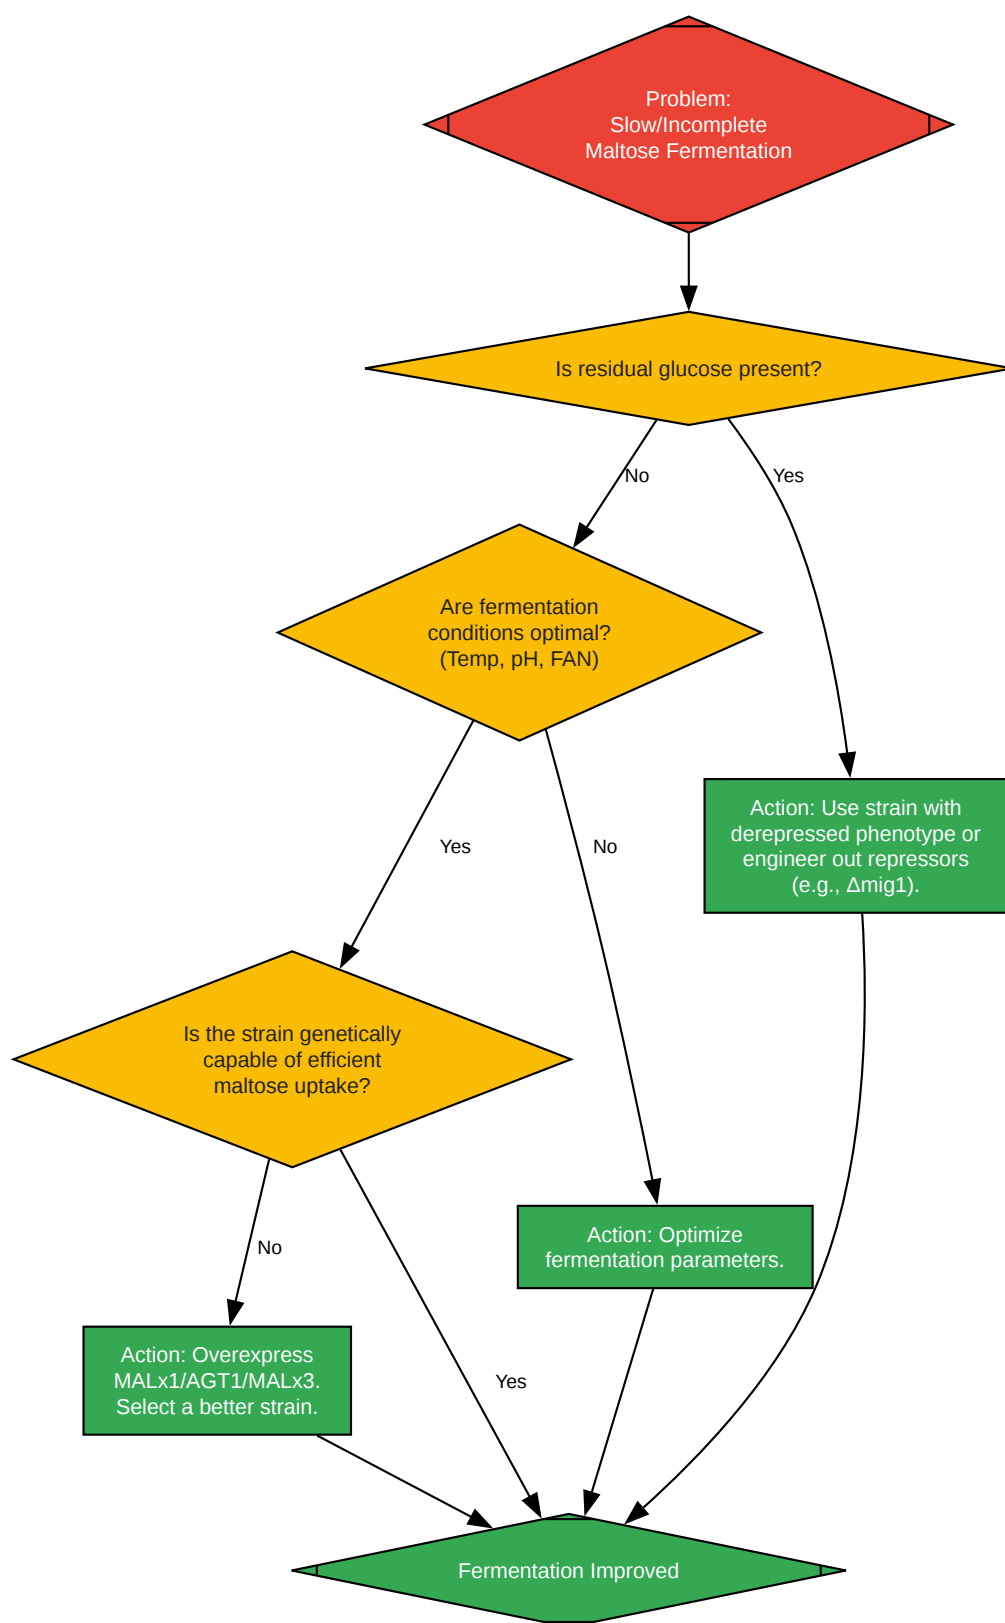 Problem:
Slow/Incomplete
Maltose Fermentation
Is residual glucose present?
No
Yes
Are fermentation
conditions optimal?
(Temp, pH, FAN)
Action: Use strain with
derepressed phenotype or
engineer out repressors
(e.g., Δmig1).
Yes
No
Is the strain genetically
capable of efficient
maltose uptake?
Action: Optimize
fermentation parameters.
No
Action: Overexpress
MALx1/AGT1/MALx3.
Select a better strain.
Yes
Fermentation Improved